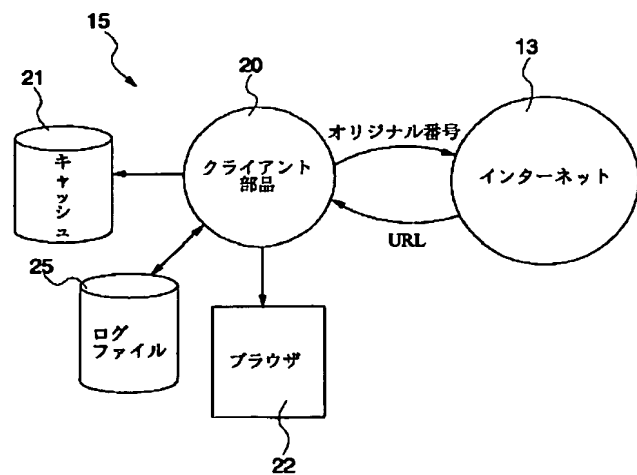 15
20
13
21
オリジナル番号
キャッシュ
クライアント
部品
インターネット
URL
25
ログ
ファイル
ブラウザ
22